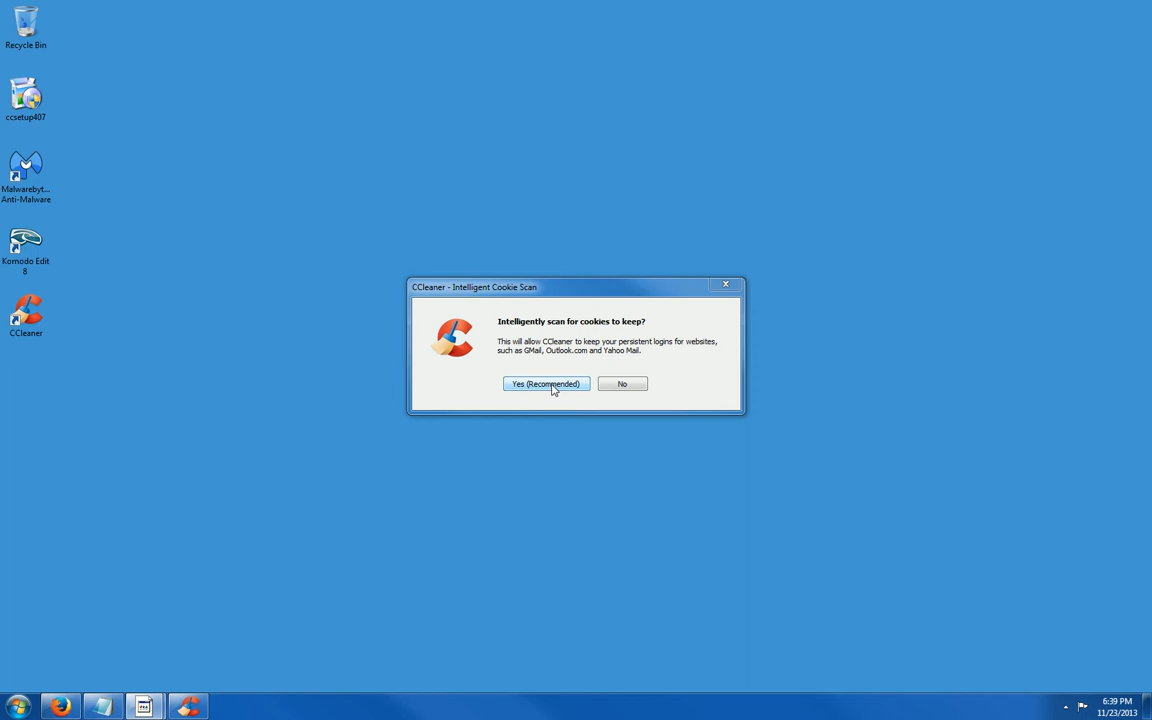 Recycle Bin
ccsetup407
Malwarebyt...
Anti-Malware
Komodo Edit
8
CCleaner
CCleaner - Intelligent Cookie Scan
Intelligently scan for cookies to keep?
This will allow CCleaner to keep your persistent logins for websites,
such as GMail, Outlook.com and Yahoo Mail.
Yes (Recommended)
No
6:39 PM
11/23/2013